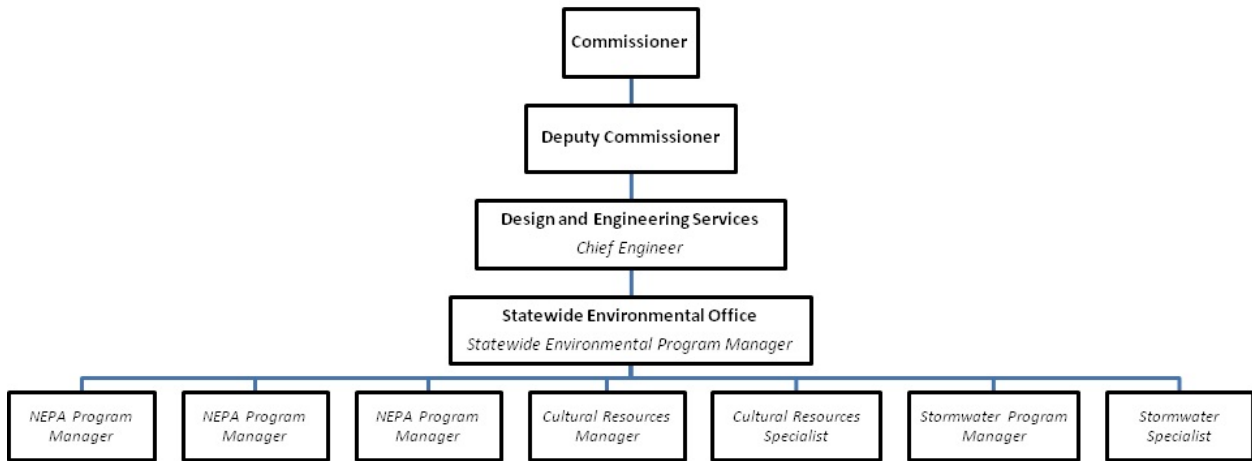 Commissioner
Deputy Commissioner
Design and Engineering Services
Chief Engineer
Statewide Environmental Office
Statewide Environmental Program Manager
NEPA Program
Manager
NEPA Program
Manager
NEPA Program
Manager
Cultural Resources
Manager
Cultural Resources
Specialist
Stormwater Program
Manager
Stormwater
Specialist